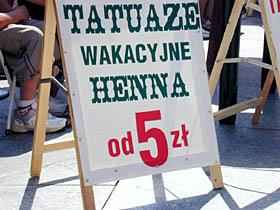 TATUAŻE
WAKACYJNE
HENNA
od 5 zł